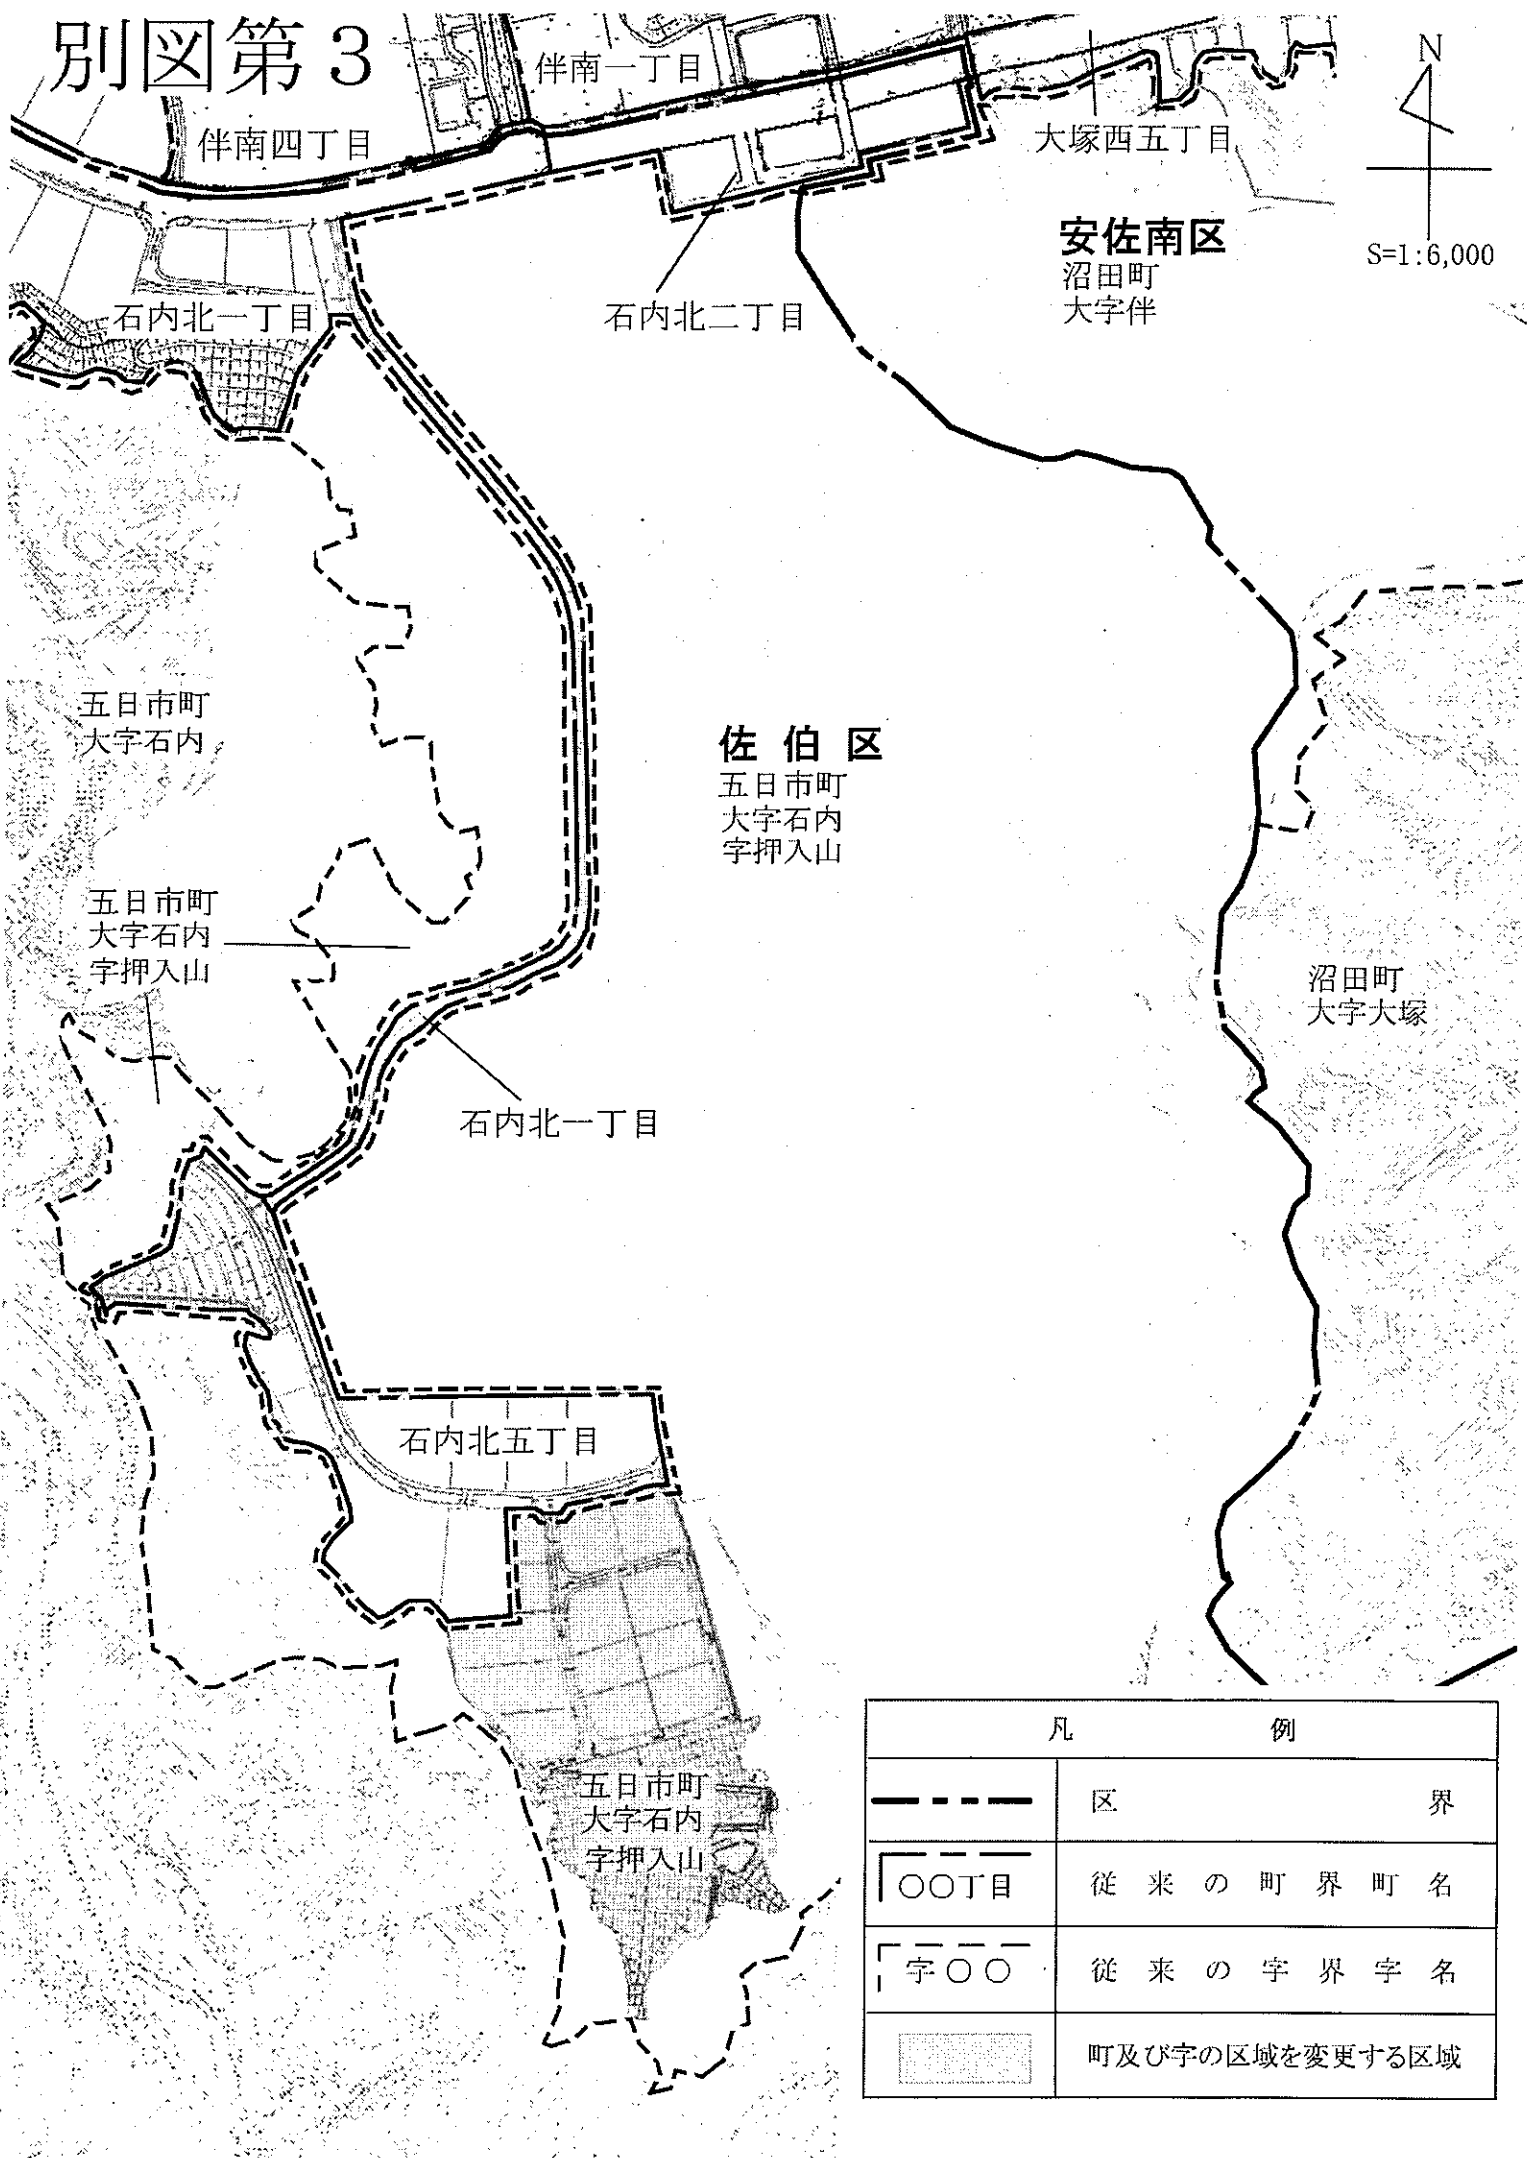 別図第3
伴南一丁目
伴南四丁目
大塚西五丁目
N
S=1:6,000
安佐南区
沼田町
大字伴
石内北一丁目
石内北二丁目
五日市町
大字石内
佐伯区
五日市町
大字石内
字押入山
五日市町
大字石内
字押入山
沼田町
大字大塚
石内北一丁目
石内北五丁目
五日市町
大字石内
字押入山
凡例
区界
〇〇丁目 従来の町界町名
字〇〇 従来の字界字名
町及び字の区域を変更する区域